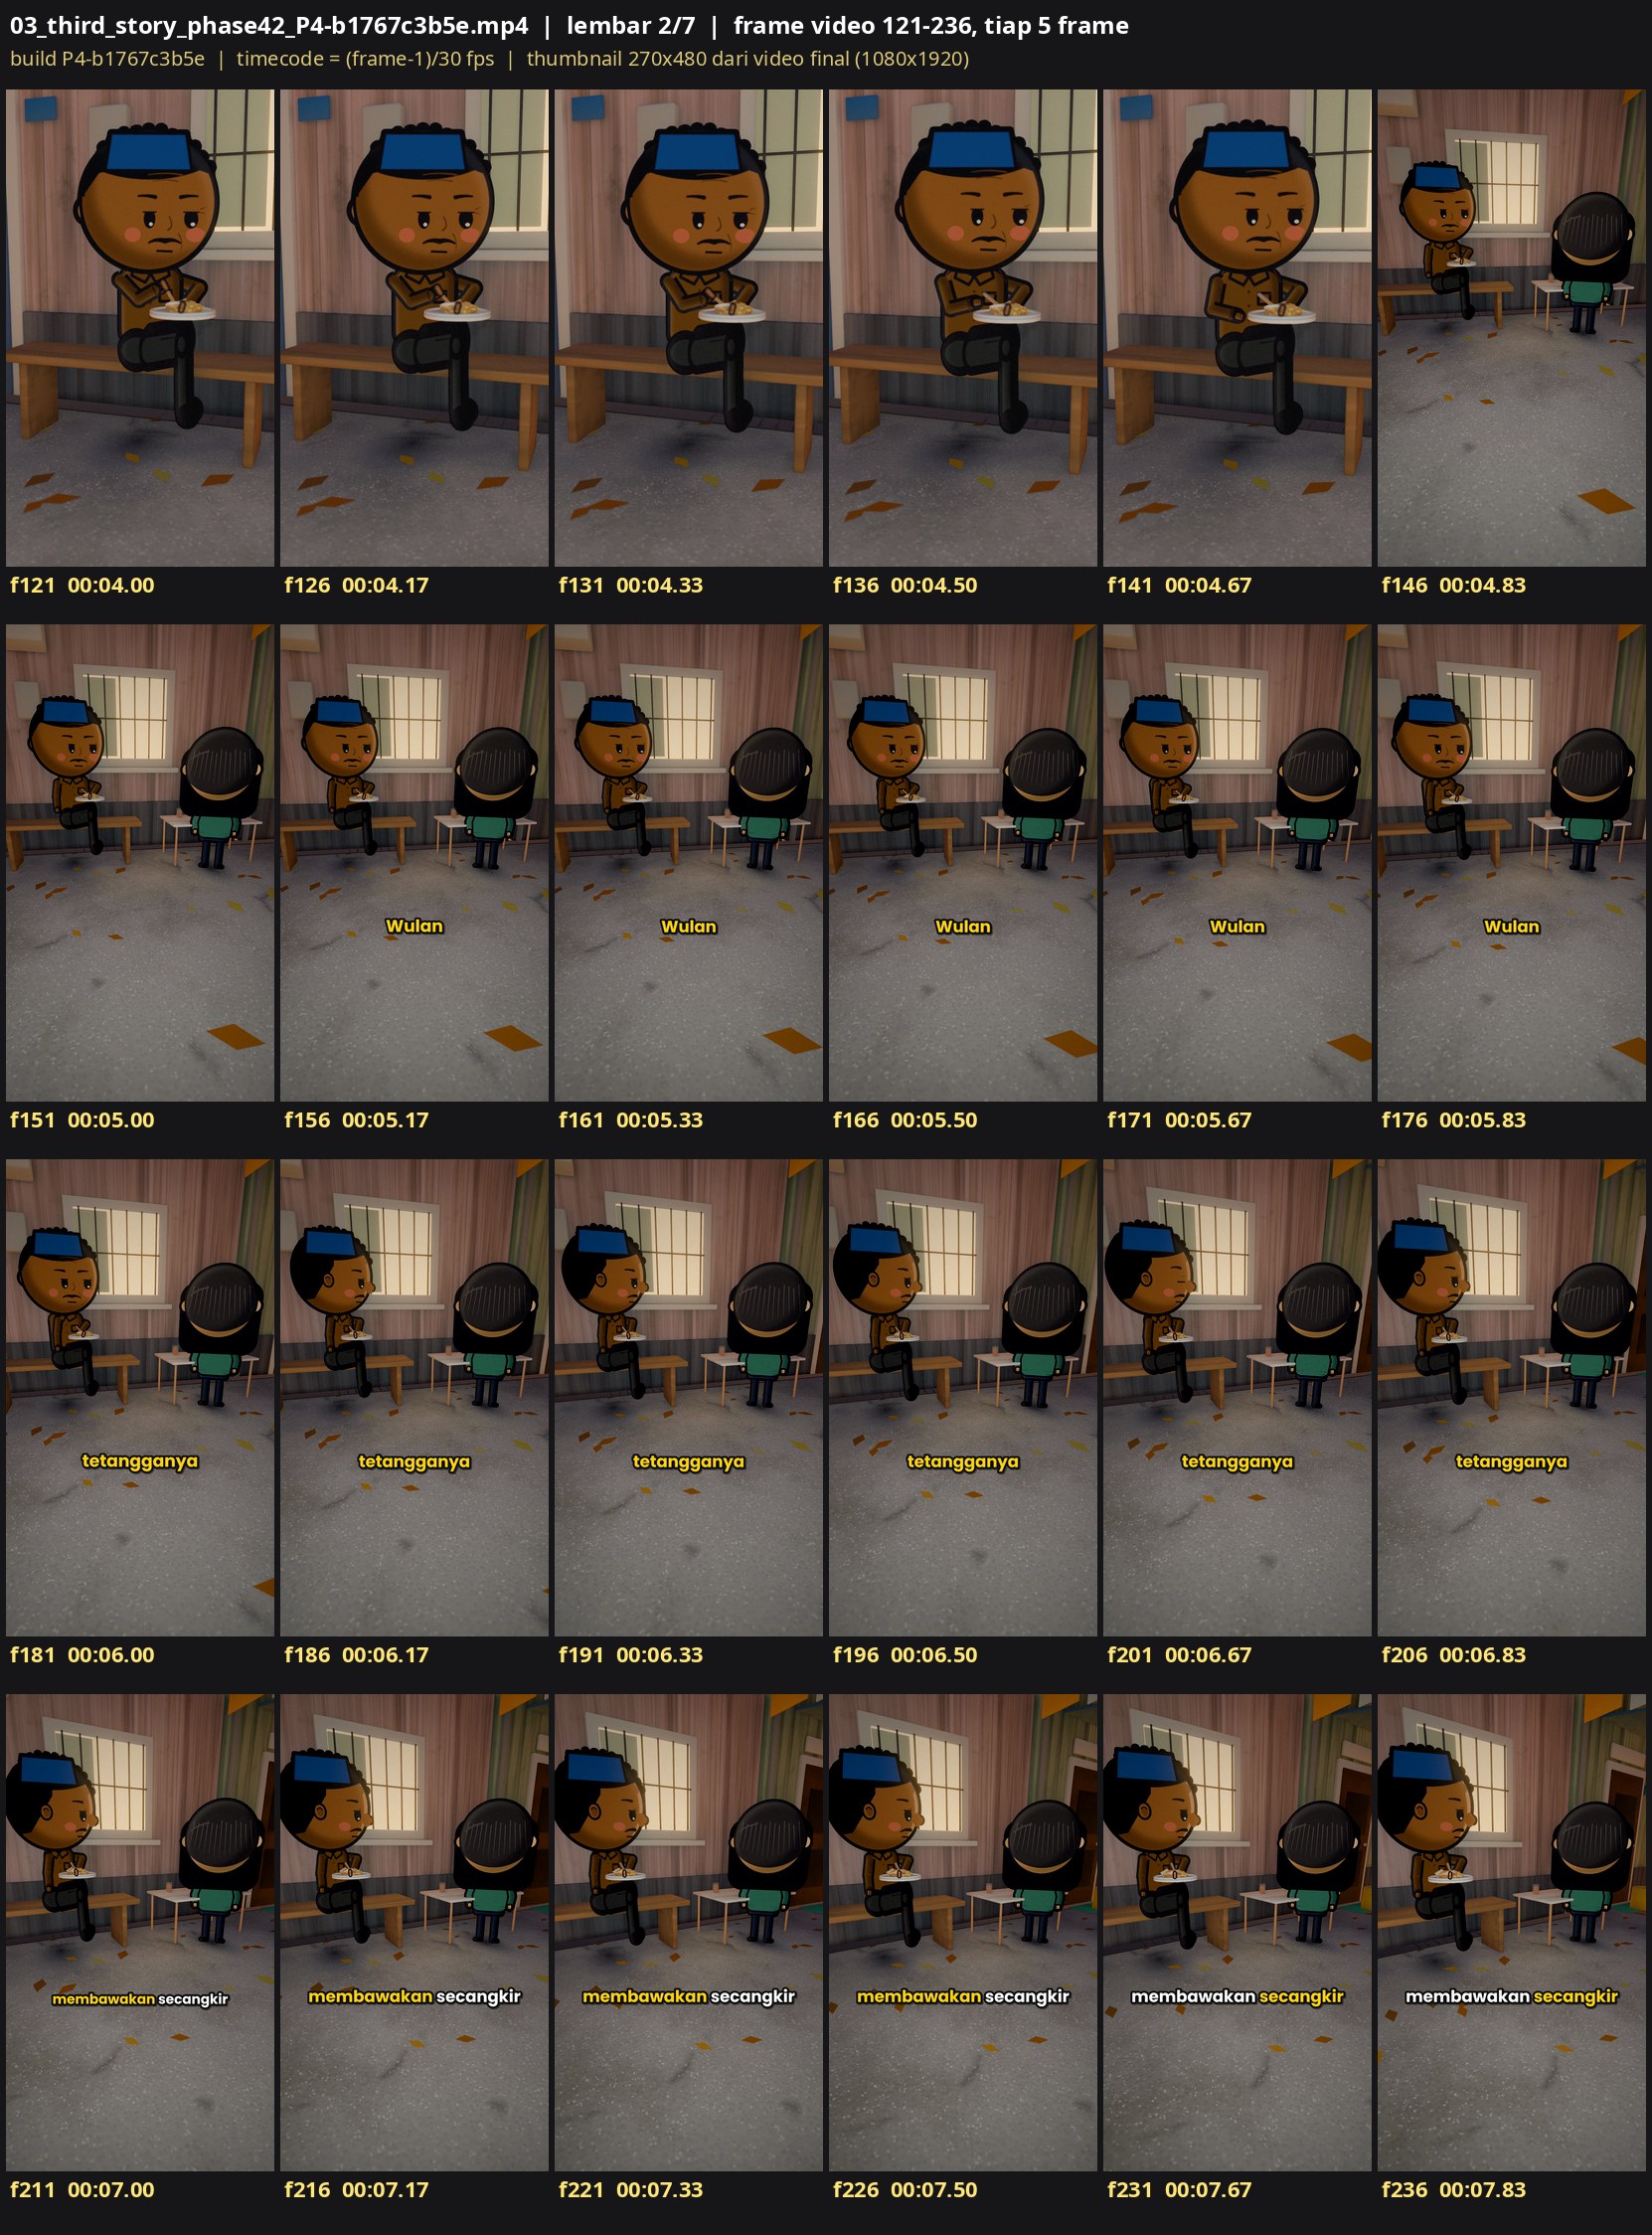 03_third_story_phase42_P4-b1767c3b5e.mp4 | lembar 2/7 | frame video 121-236, tiap 5 frame
build P4-b1767c3b5e | timecode = (frame-1)/30 fps | thumbnail 270x480 dari video final (1080x1920)
f121 00:04.00
f126 00:04.17
f131 00:04.33
f136 00:04.50
f141 00:04.67
f146 00:04.83
Wulan
Wulan
Wulan
Wulan
Wulan
f151 00:05.00
f156 00:05.17
f161 00:05.33
f166 00:05.50
f171 00:05.67
f176 00:05.83
tetangganya
tetangganya
tetangganya
tetangganya
tetangganya
tetangganya
f181 00:06.00
f186 00:06.17
f191 00:06.33
f196 00:06.50
f201 00:06.67
f206 00:06.83
membawakan secangkir
membawakan secangkir
membawakan secangkir
membawakan secangkir
membawakan secangkir
membawakan secangkir
f211 00:07.00
f216 00:07.17
f221 00:07.33
f226 00:07.50
f231 00:07.67
f236 00:07.83